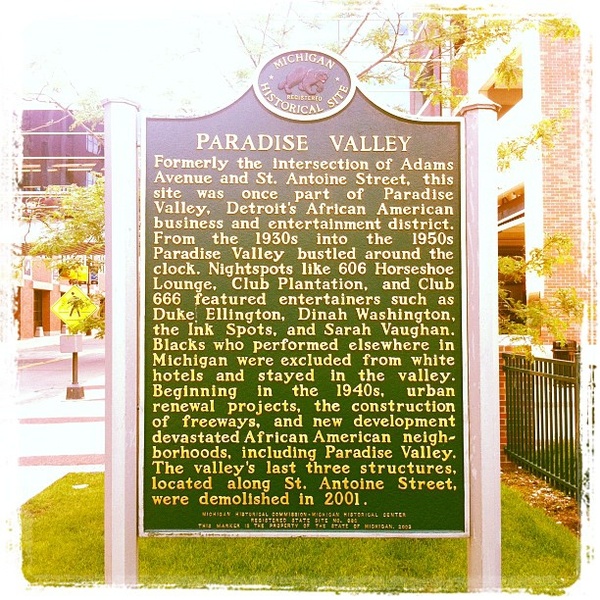 MICHIGAN
REGISTERED
HISTORICAL SITE
PARADISE VALLEY
Formerly the intersection of Adams
Avenue and St. Antoine Street, this
site was once part of Paradise
Valley, Detroit's African American
business and entertainment district.
From the 1930s into the 1950s
Paradise Valley bustled around the
clock. Nightspots like 606 Horseshoe
Lounge, Club Plantation, and Club
666 featured entertainers such as
Duke Ellington, Dinah Washington,
the Ink Spots, and Sarah Vaughan.
Blacks who performed elsewhere in
Michigan were excluded from white
hotels and stayed in the valley.
Beginning in the 1940s, urban
renewal projects, the construction
of freeways, and new development
devastated African American neigh-
borhoods, including Paradise Valley.
The valley's last three structures,
located along St. Antoine Street,
were demolished in 2001.
MICHIGAN HISTORICAL COMMISSION-MICHIGAN HISTORICAL CENTER
REGISTERED STATE SITE NO.
THIS MARKER IS THE PROPERTY OF THE STATE OF MICHIGAN,